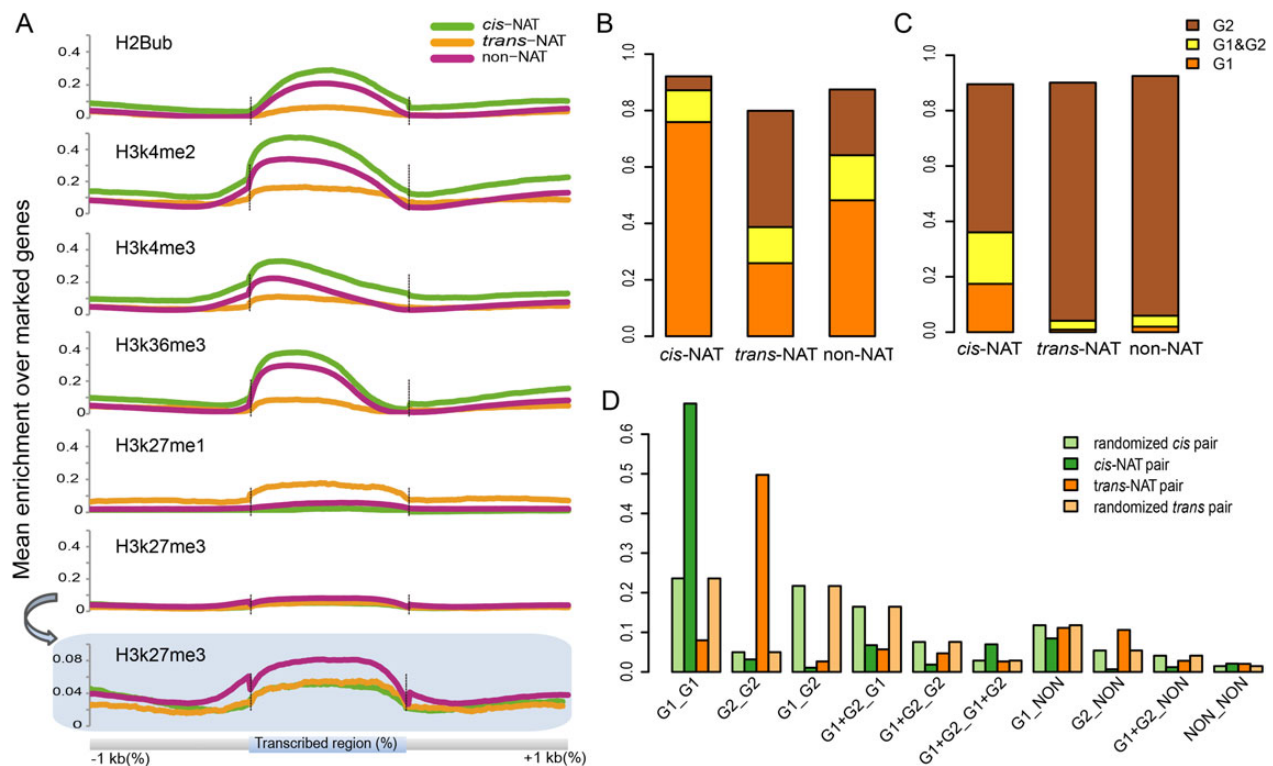 A
Mean enrichment over marked genes
cis-NAT
trans-NAT
non-NAT
H2Bub
0.4
0.2
0
H3k4me2
0.4
0.2
0
H3k4me3
0.4
0.2
0
H3k36me3
0.4
0.2
0
H3k27me1
0.4
0.2
0
H3k27me3
0.4
0.2
0
H3k27me3
0.08
0.04
0
Transcribed region (%)
-1 kb(%)
+1 kb(%)
B
1.0
0.8
0.6
0.4
0.2
0.0
cis-NAT
trans-NAT
non-NAT
C
G2
G1&G2
G1
1.0
0.8
0.6
0.4
0.2
0.0
cis-NAT
trans-NAT
non-NAT
D
randomized cis pair
cis-NAT pair
trans-NAT pair
randomized trans pair
0.6
0.5
0.4
0.3
0.2
0.1
0.0
G1_G1
G2_G2
G1_G2
G1+G2_G1
G1+G2_G2
G1+G2_G1+G2
G1_NON
G2_NON
G1+G2_NON
NON_NON